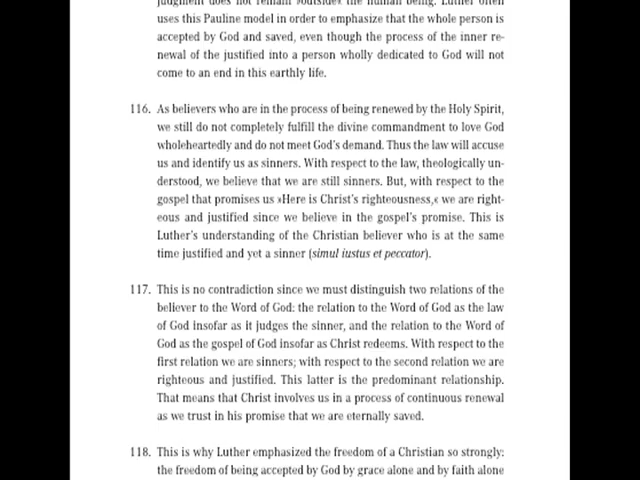 judgment does not remain »outside« the human being. Luther often
uses this Pauline model in order to emphasize that the whole person is
accepted by God and saved, even though the process of the inner re-
newal of the justified into a person wholly dedicated to God will not
come to an end in this earthly life.
116. As believers who are in the process of being renewed by the Holy Spirit,
we still do not completely fulfill the divine commandment to love God
wholeheartedly and do not meet God's demand. Thus the law will accuse
us and identify us as sinners. With respect to the law, theologically un-
derstood, we believe that we are still sinners. But, with respect to the
gospel that promises us »Here is Christ's righteousness,« we are right-
eous and justified since we believe in the gospel's promise. This is
Luther's understanding of the Christian believer who is at the same
time justified and yet a sinner (simul iustus et peccator).
117. This is no contradiction since we must distinguish two relations of the
believer to the Word of God: the relation to the Word of God as the law
of God insofar as it judges the sinner, and the relation to the Word of
God as the gospel of God insofar as Christ redeems. With respect to the
first relation we are sinners; with respect to the second relation we are
righteous and justified. This latter is the predominant relationship.
That means that Christ involves us in a process of continuous renewal
as we trust in his promise that we are eternally saved.
118. This is why Luther emphasized the freedom of a Christian so strongly:
the freedom of being accepted by God by grace alone and by faith alone